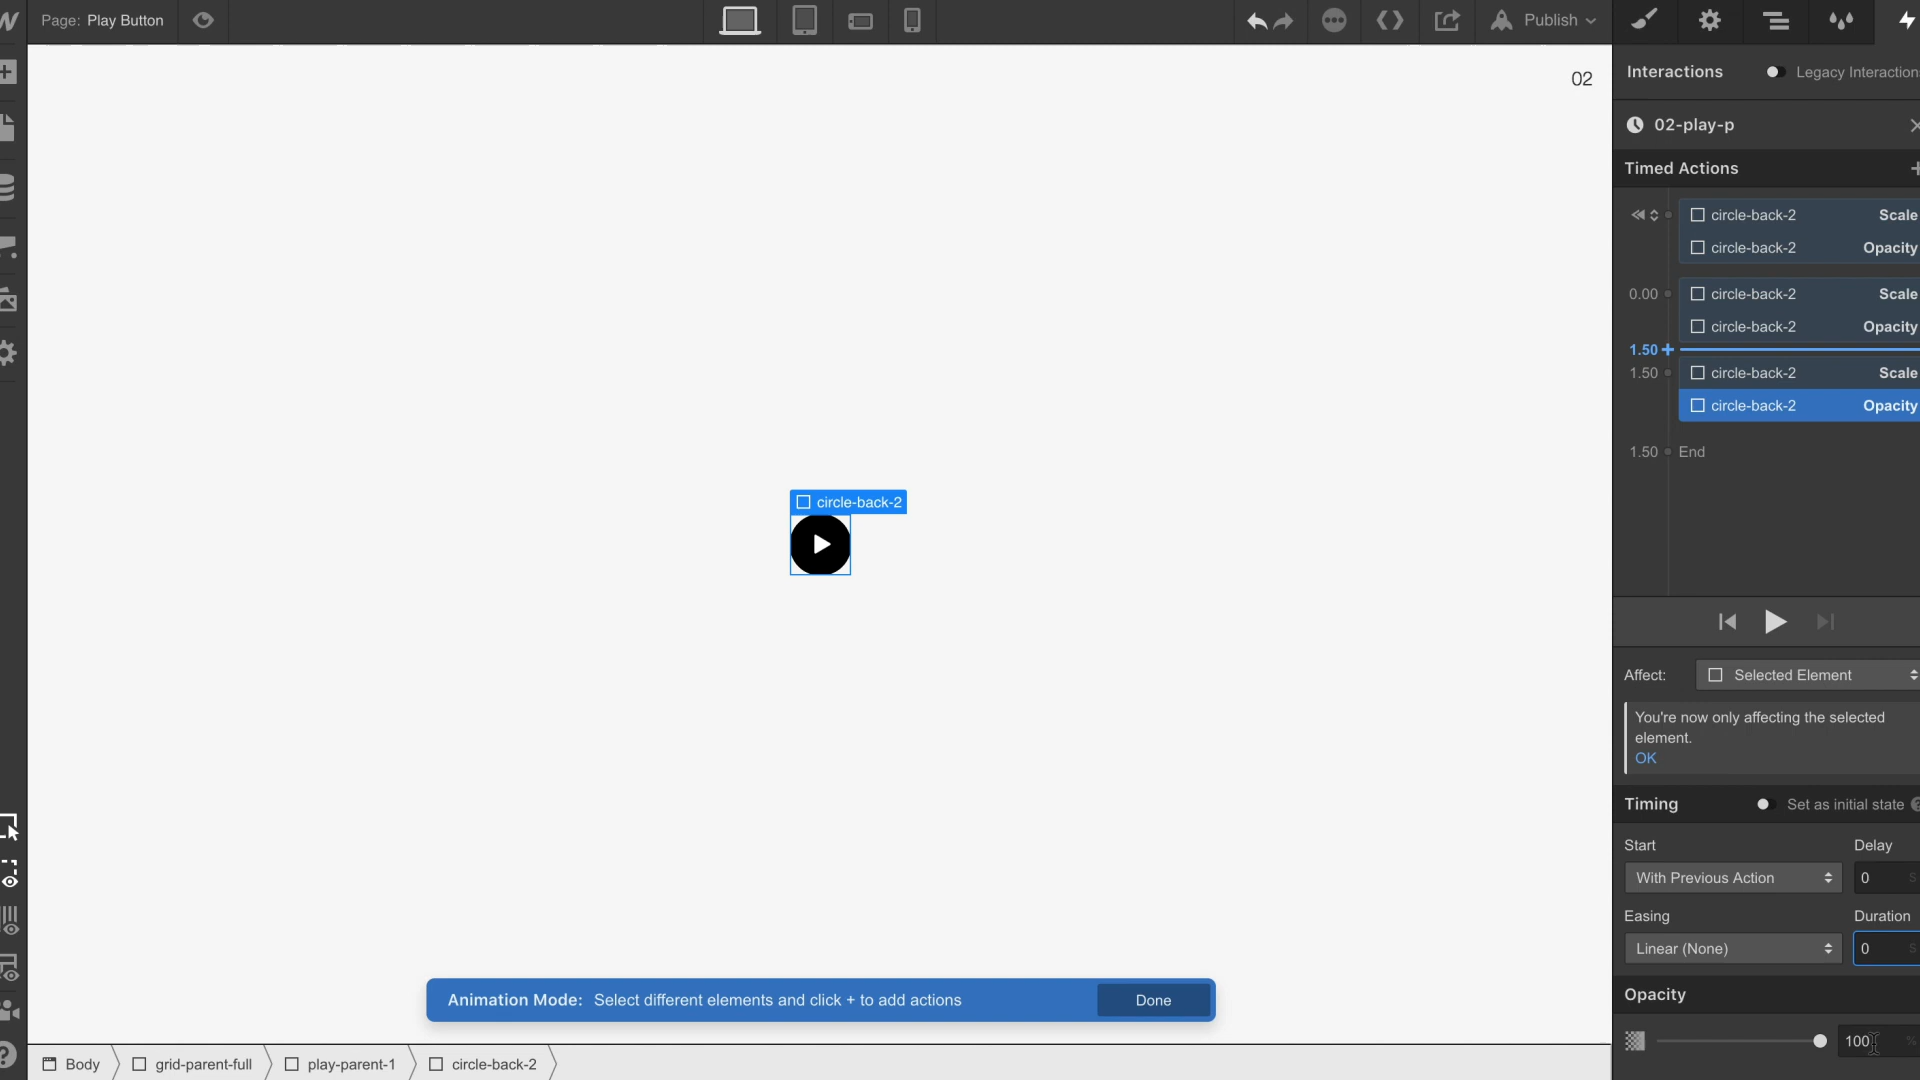 Page: Play Button
Publish
02
Interactions
Legacy Interaction
02-play-p
Timed Actions
circle-back-2 Scale
circle-back-2 Opacity
0.00 circle-back-2 Scale
circle-back-2 Opacity
1.50
1.50 circle-back-2 Scale
circle-back-2 Opacity
1.50 End
circle-back-2
Affect: Selected Element
You're now only affecting the selected
element.
OK
Timing Set as initial state
Start Delay
With Previous Action 0 S
Easing Duration
Linear (None) 0 S
Opacity
100 %
Animation Mode: Select different elements and click + to add actions Done
Body grid-parent-full play-parent-1 circle-back-2